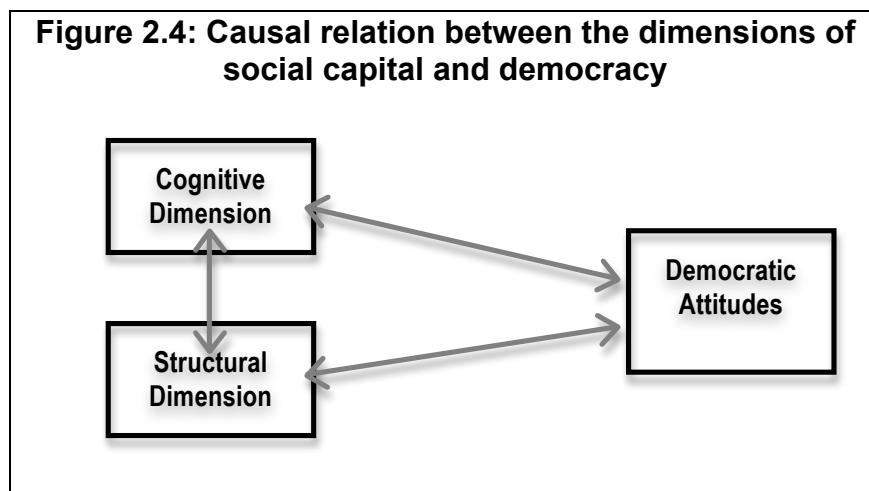 Figure 2.4: Causal relation between the dimensions of
social capital and democracy
Cognitive
Dimension
Democratic
Attitudes
Structural
Dimension